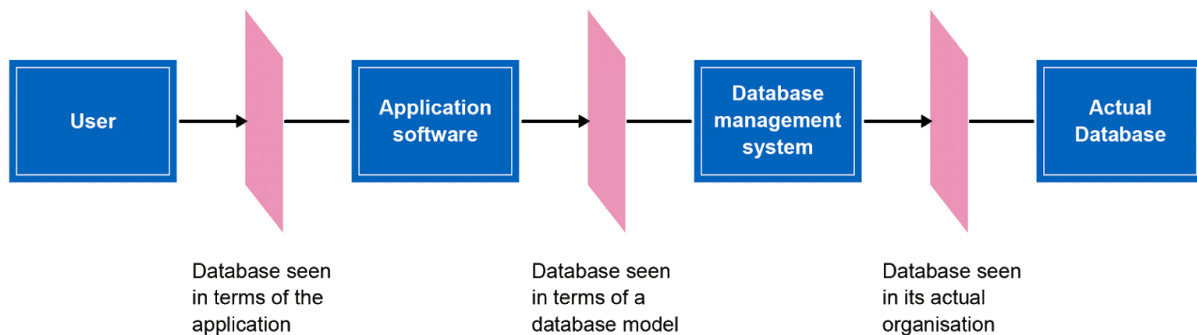 User
Application
software
Database
management
system
Actual
Database
Database seen
in terms of the
application
Database seen
in terms of a
database model
Database seen
in its actual
organisation